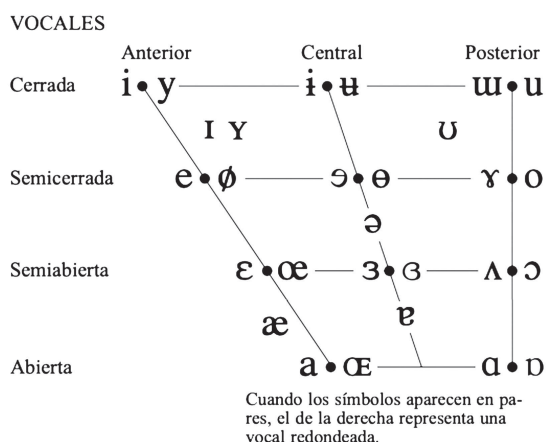 VOCALES
Anterior Central Posterior
Cerrada i y ɨ ʉ ɯ u
ɪ ʏ ʊ
Semicerrada e ø ɘ ɵ ɤ o
ə
Semiabierta ɛ œ ɜ ɞ ʌ ɔ
æ ɐ
Abierta a ɶ ɑ ɒ
Cuando los símbolos aparecen en pa-
res, el de la derecha representa una
vocal redondeada.